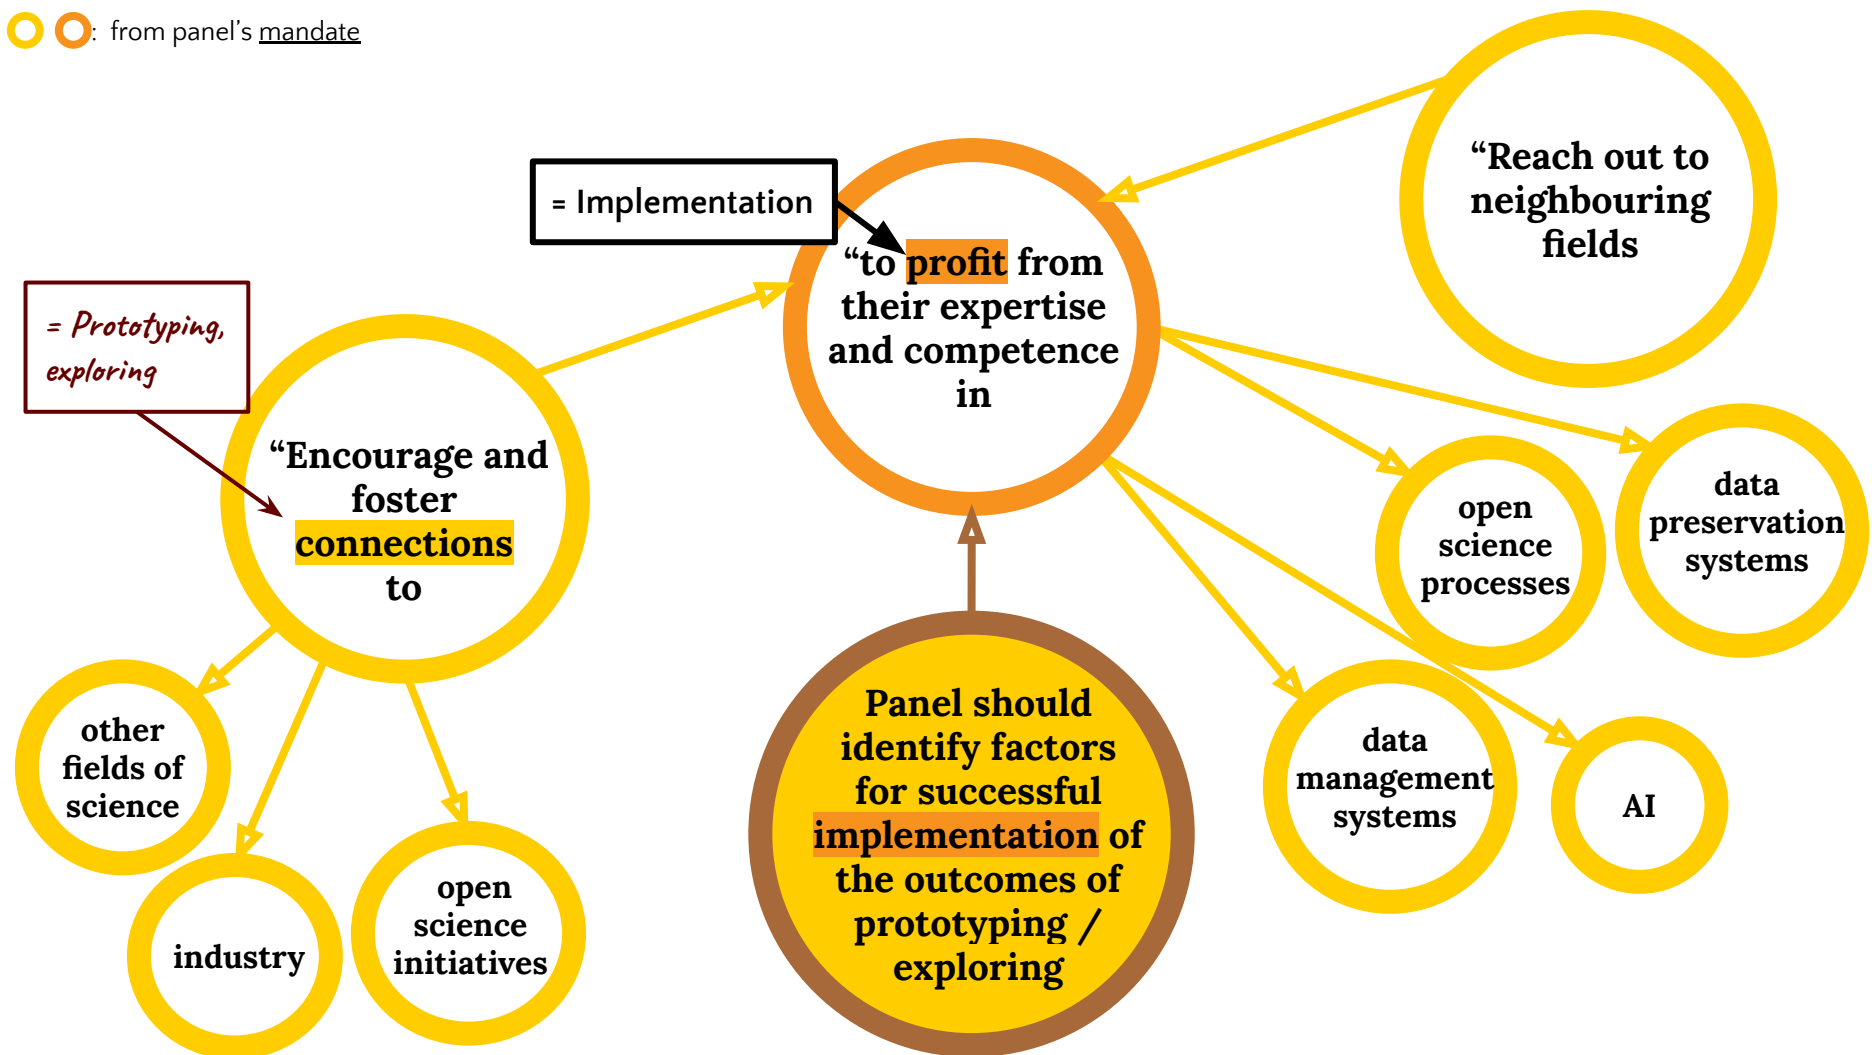 : from panel's mandate
= Implementation
"Reach out to
neighbouring
fields
"to profit from
their expertise
and competence
in
= Prototyping,
exploring
"Encourage and
foster
connections
to
data
preservation
systems
open
science
processes
other
fields of
science
Panel should
identify factors
for successful
implementation of
the outcomes of
prototyping /
exploring
data
management
systems
AI
industry
open
science
initiatives